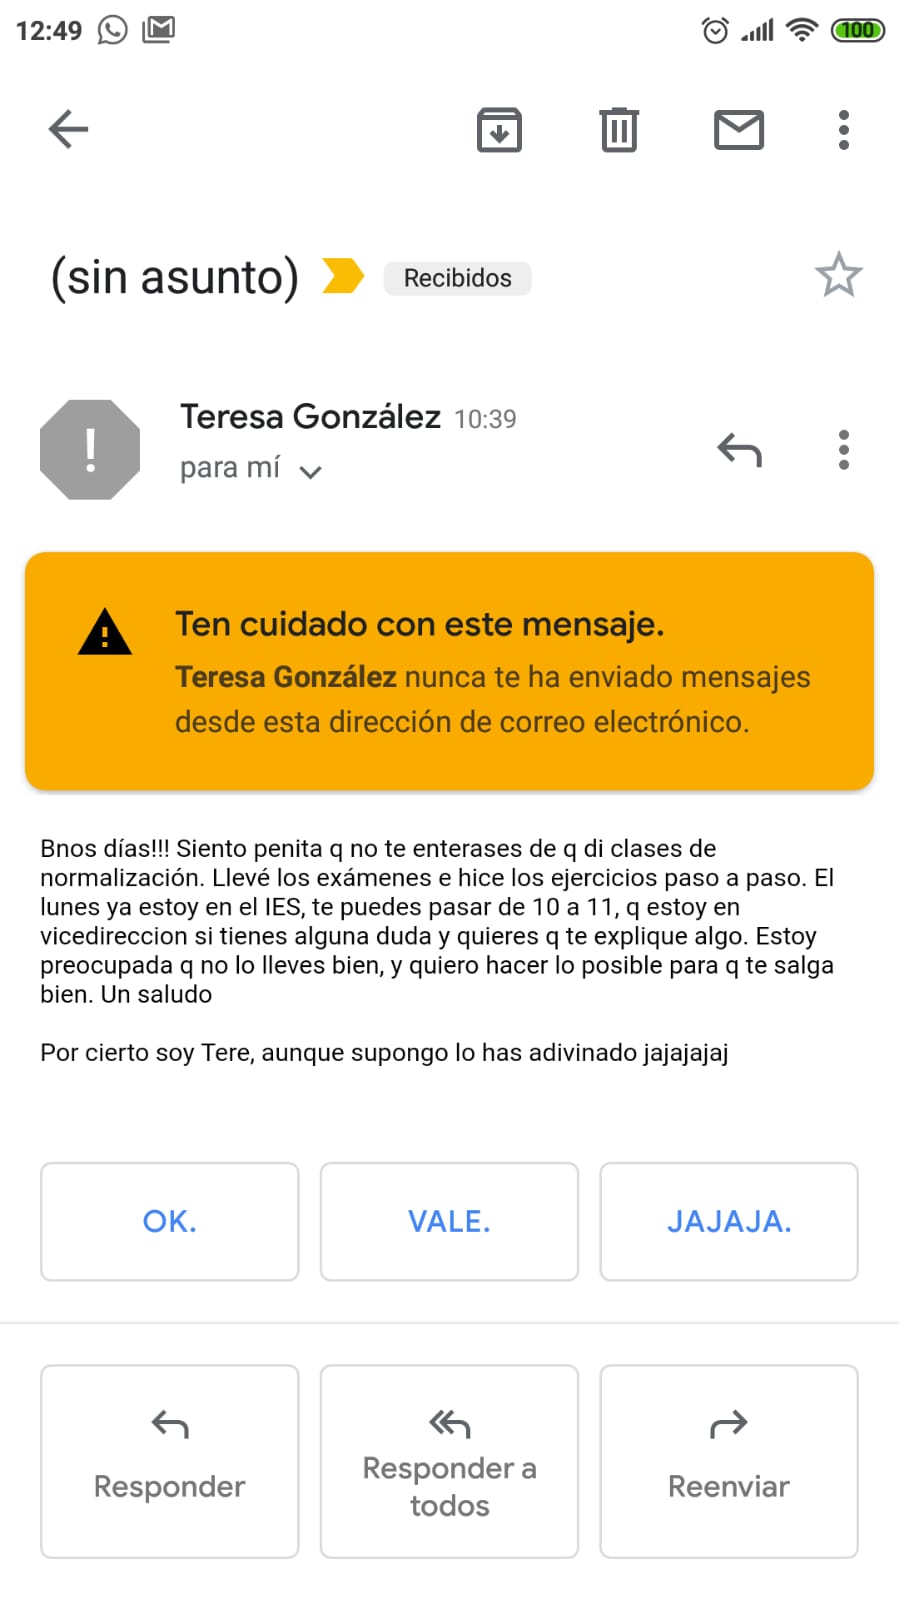 12:49
100
(sin asunto)
Recibidos
Teresa González 10:39
para mí
Ten cuidado con este mensaje.
Teresa González nunca te ha enviado mensajes
desde esta dirección de correo electrónico.
Bnos días!!! Siento penita q no te enterases de q di clases de
normalización. Llevé los exámenes e hice los ejercicios paso a paso. El
lunes ya estoy en el IES, te puedes pasar de 10 a 11, q estoy en
vicedireccion si tienes alguna duda y quieres q te explique algo. Estoy
preocupada q no lo lleves bien, y quiero hacer lo posible para q te salga
bien. Un saludo
Por cierto soy Tere, aunque supongo lo has adivinado jajajajaj
OK.
VALE.
JAJAJA.
Responder
Responder a
todos
Reenviar